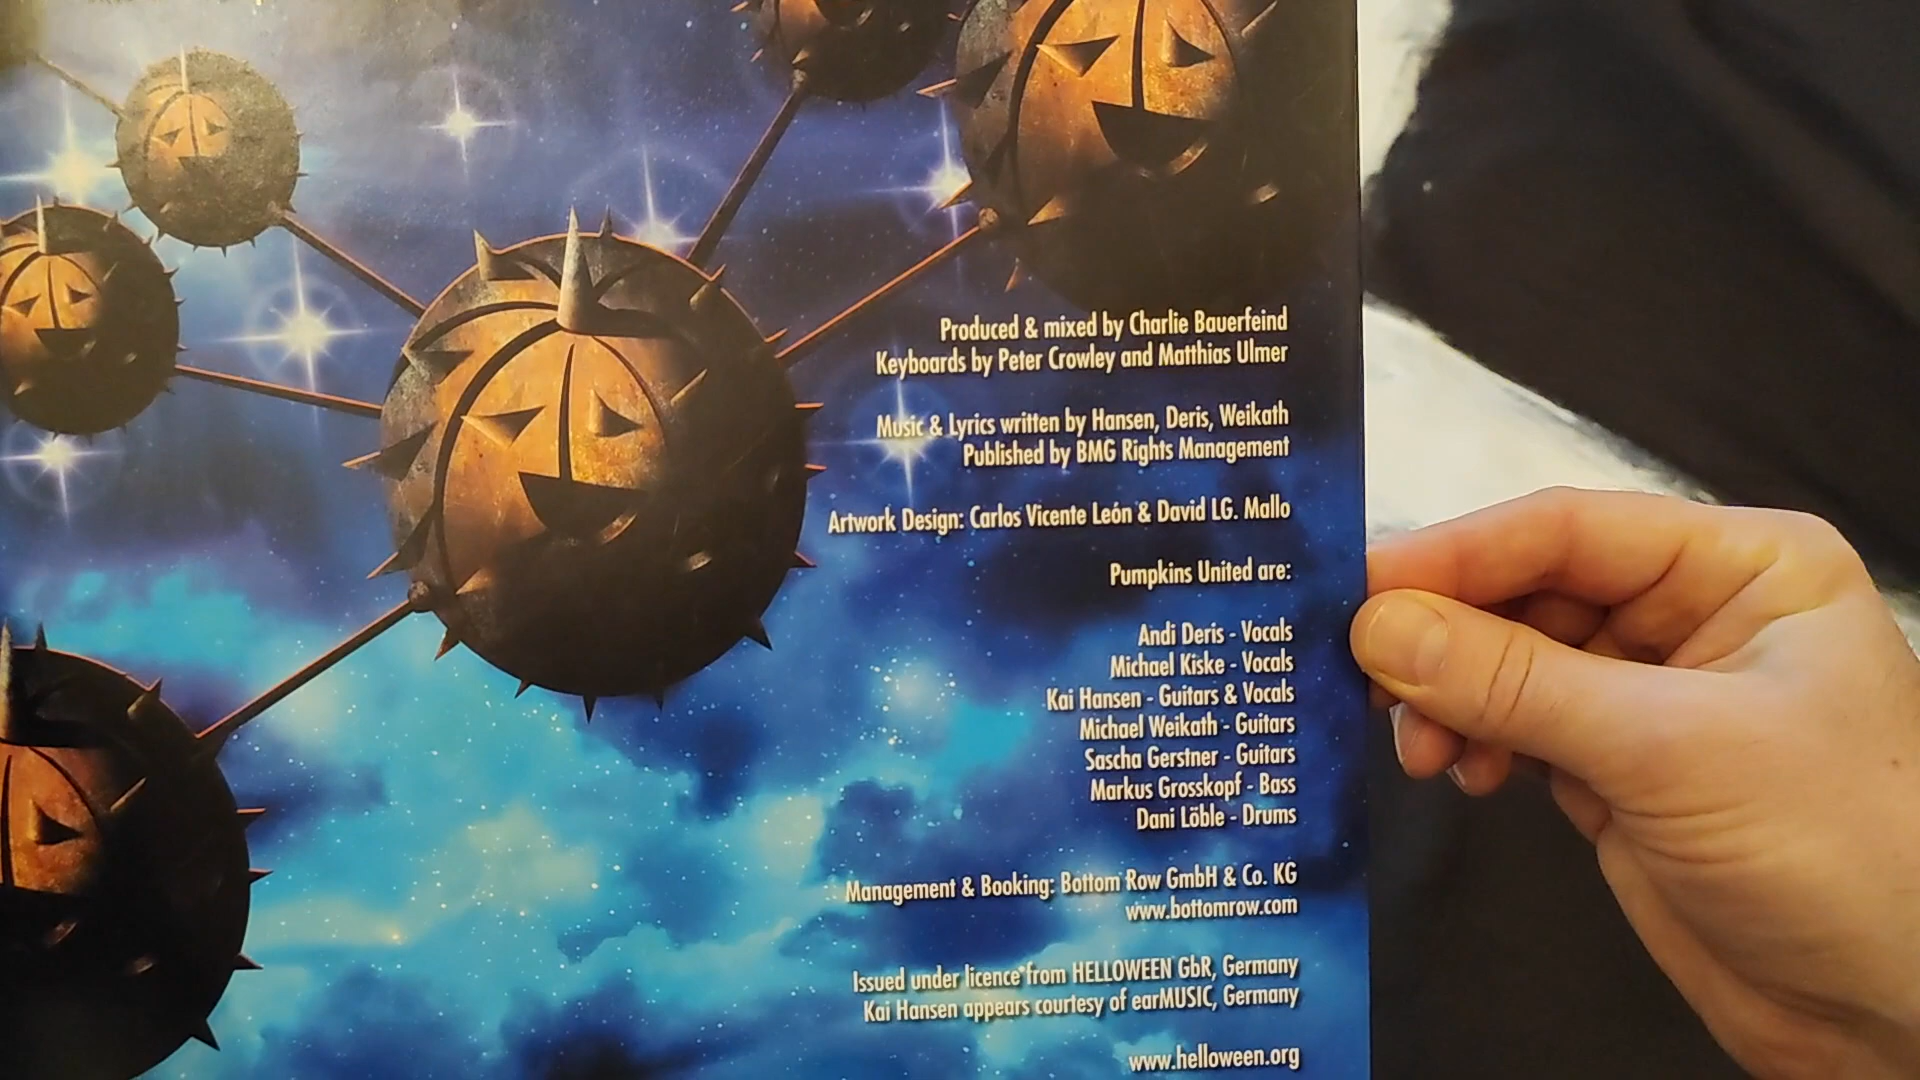 Produced & mixed by Charlie Bauerfeind
Keyboards by Peter Crowley and Matthias Ulmer
Music & Lyrics written by Hansen, Deris, Weikath
Published by BMG Rights Management
Artwork Design: Carlos Vicente León & David LG. Mallo
Pumpkins United are:
Andi Deris - Vocals
Michael Kiske - Vocals
Kai Hansen - Guitars & Vocals
Michael Weikath - Guitars
Sascha Gerstner - Guitars
Markus Grosskopf - Bass
Dani Löble - Drums
Management & Booking: Bottom Row GmbH & Co. KG
www.bottomrow.com
Issued under licence from HELLOWEEN GbR, Germany
Kai Hansen appears courtesy of earMUSIC, Germany
www.helloween.org